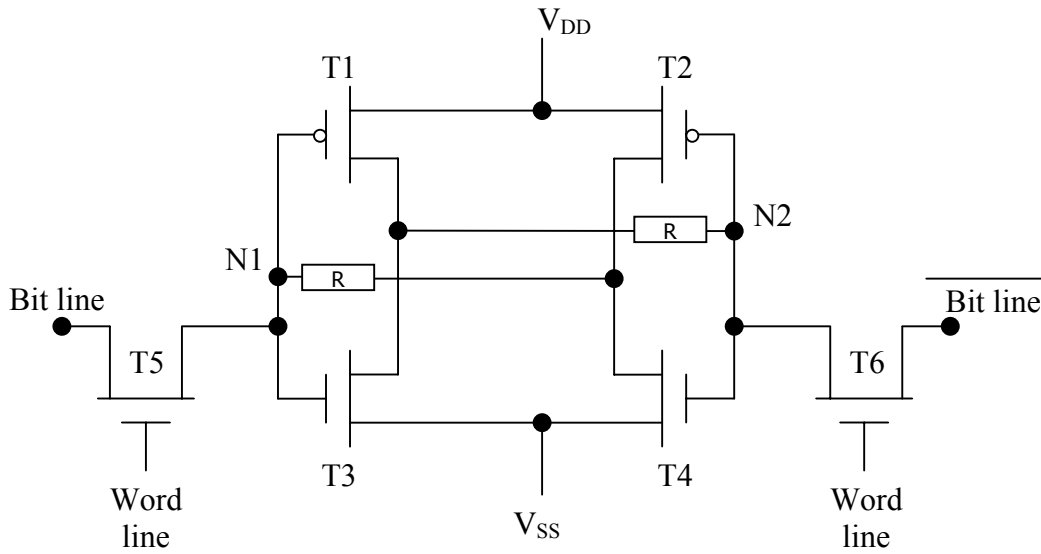 V_DD
T1
T2
R
N2
N1
R
Bit line
Bit line
T5
T6
T3
T4
Word
line
V_SS
Word
line